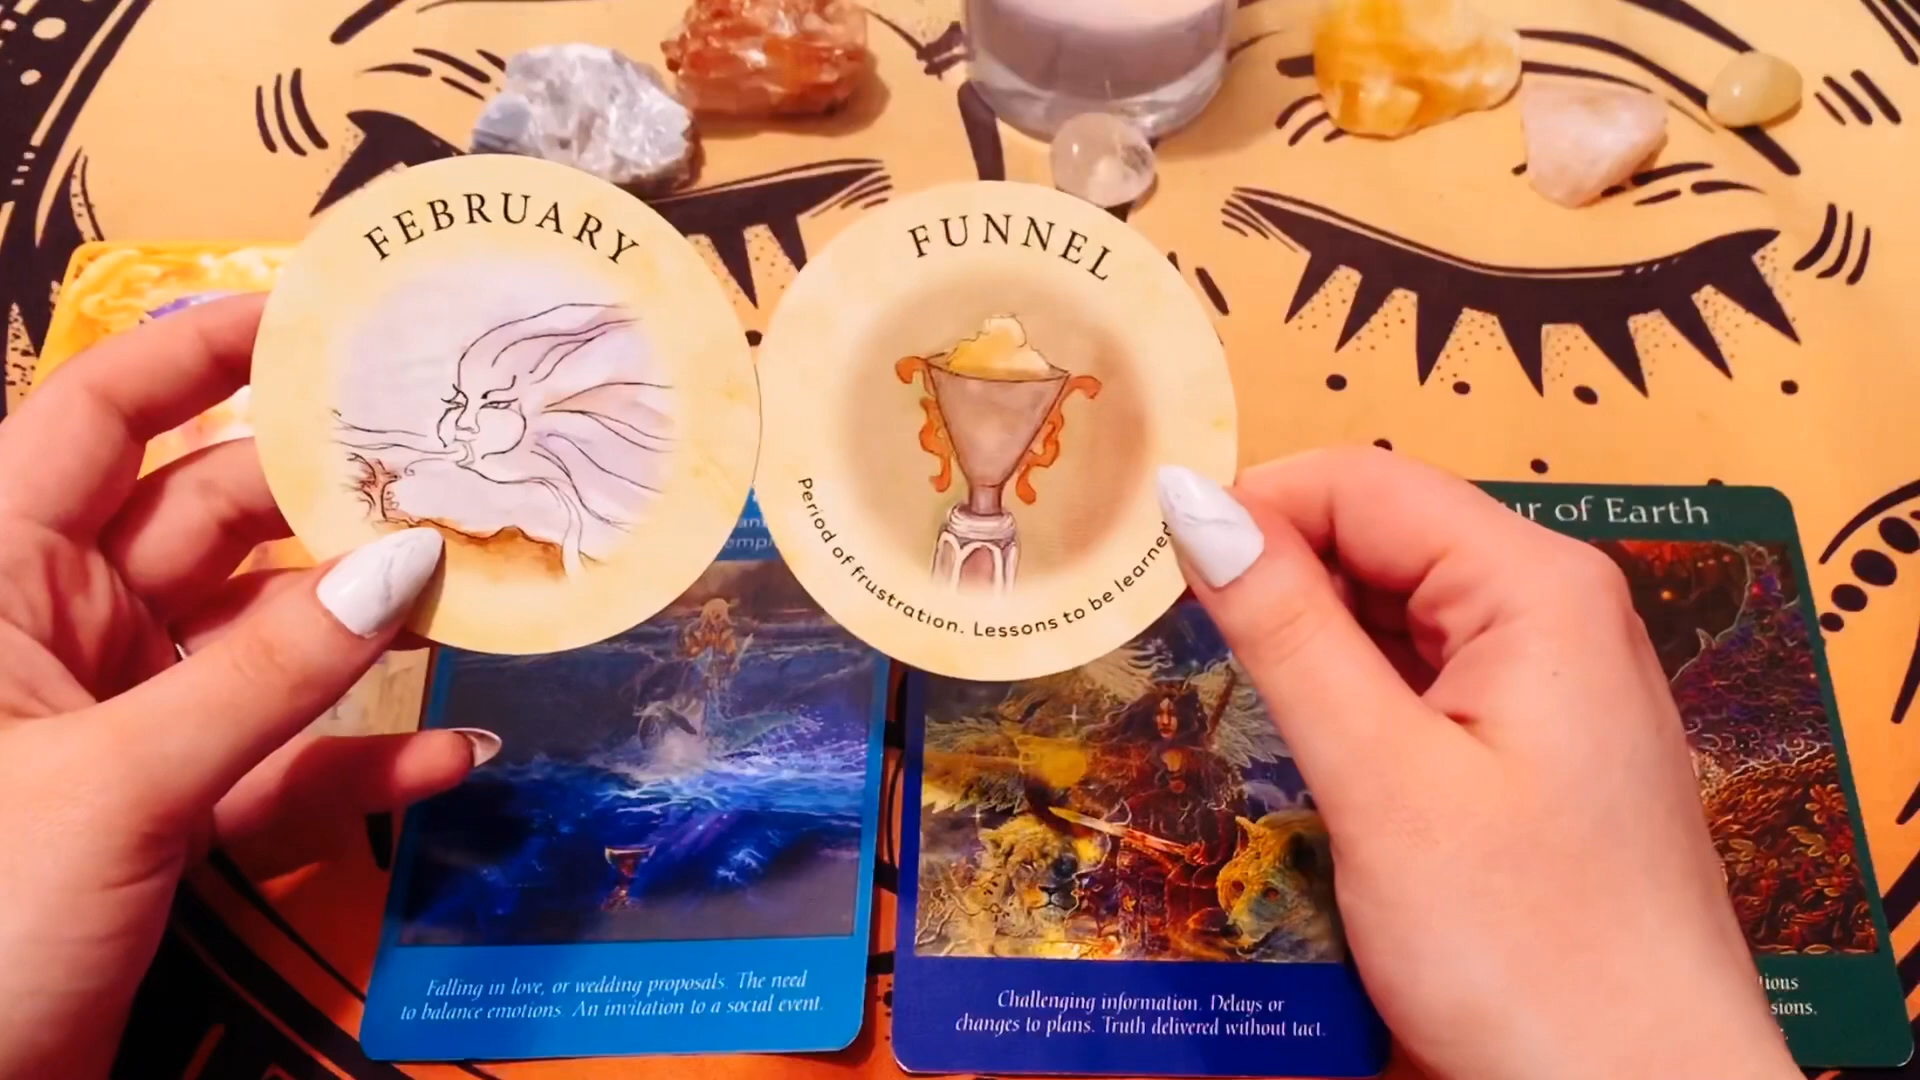 FEBRUARY
FUNNEL
Period of frustration. Lessons to be learned
of Earth
Falling in love, or wedding proposals. The need
to balance emotions. An invitation to a social event.
Challenging information. Delays or
changes to plans. Truth delivered without tact.